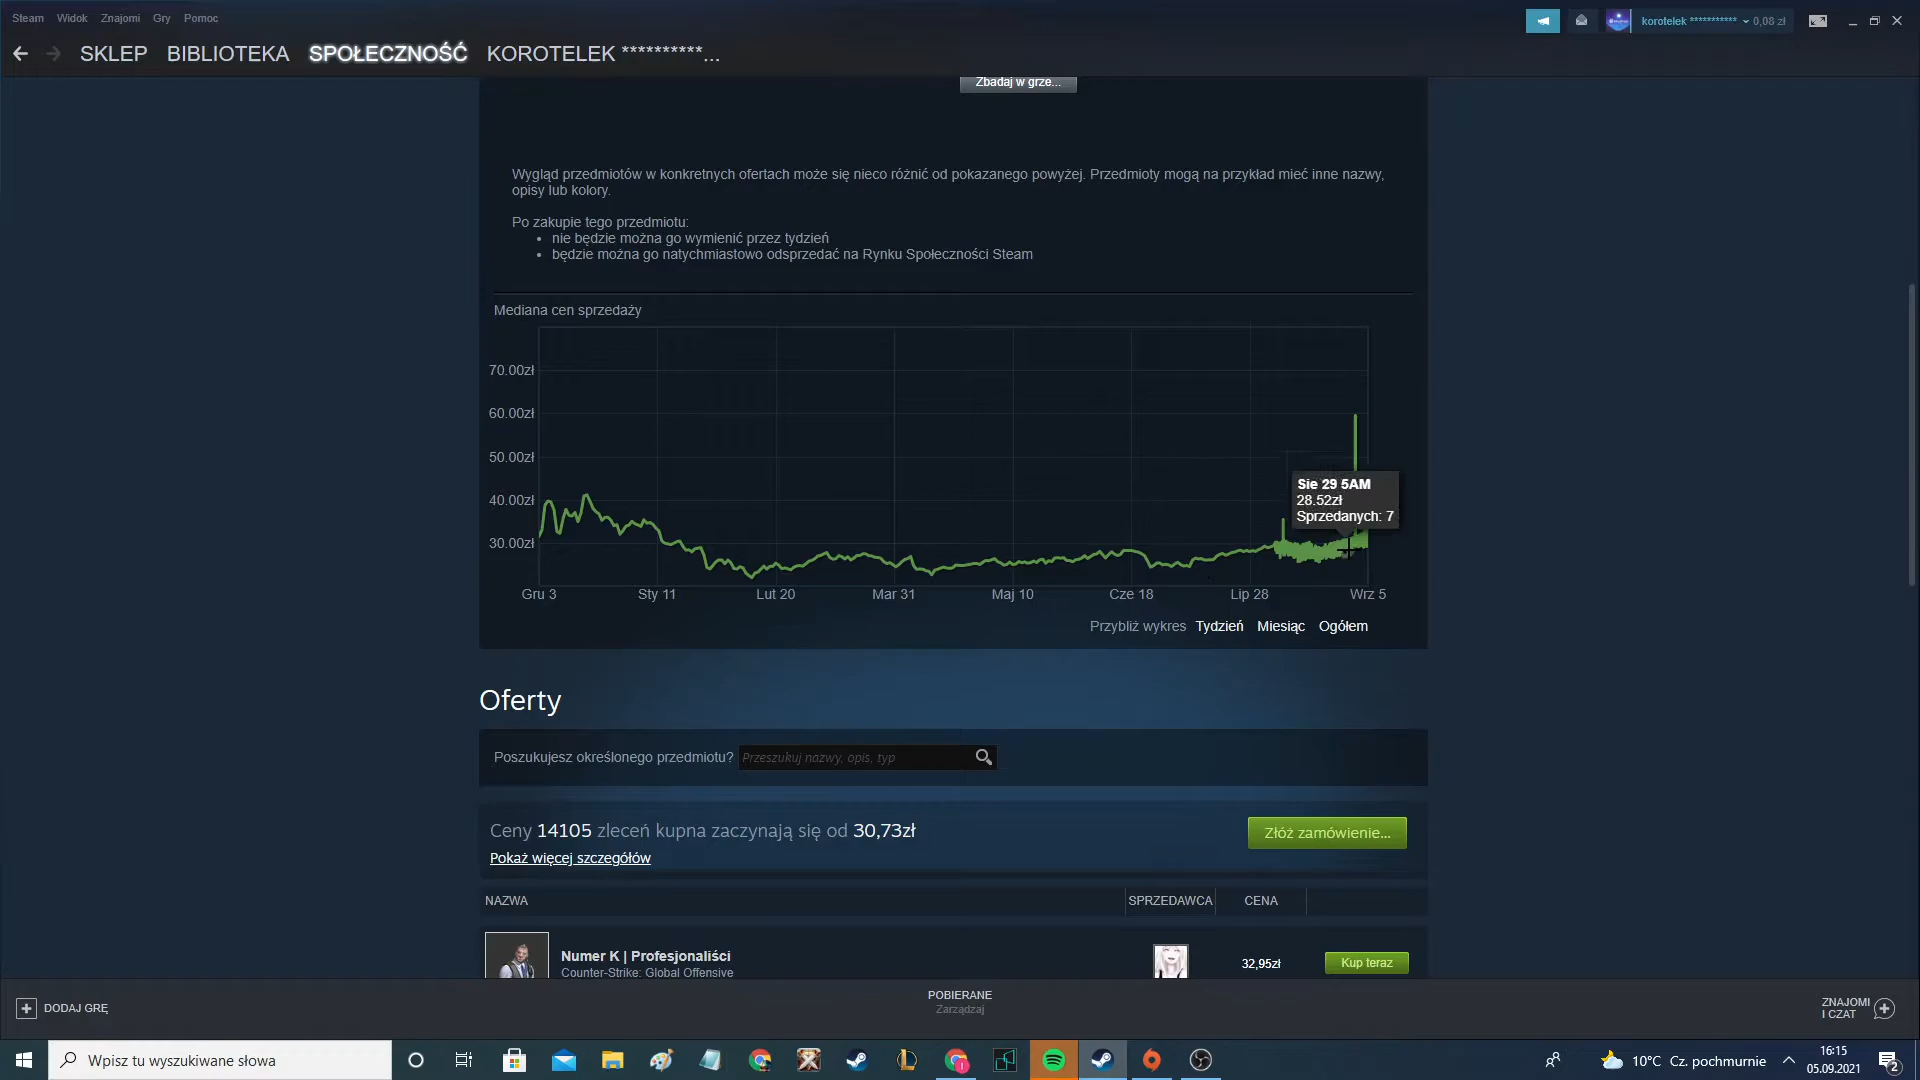 Steam Widok Znajomi Gry Pomoc
korotelek *********** 0,08 zł
SKLEP BIBLIOTEKA SPOŁECZNOŚĆ KOROTELEK **********...
Zbadaj w grze...
Wygląd przedmiotów w konkretnych ofertach może się nieco różnić od pokazanego powyżej. Przedmioty mogą na przykład mieć inne nazwy,
opisy lub kolory.
Po zakupie tego przedmiotu:
• nie będzie można go wymienić przez tydzień
• będzie można go natychmiastowo odsprzedać na Rynku Społeczności Steam
Mediana cen sprzedaży
70.00zł
60.00zł
50.00zł
40.00zł
30.00zł
Sie 29 5AM
28.52zł
Sprzedanych: 7
Gru 3 Sty 11 Lut 20 Mar 31 Maj 10 Cze 18 Lip 28 Wrz 5
Przybliż wykres Tydzień Miesiąc Ogółem
Oferty
Poszukujesz określonego przedmiotu? Przeszukuj nazwy, opis, typ
Ceny 14105 zleceń kupna zaczynają się od 30,73zł
Złóż zamówienie...
Pokaż więcej szczegółów
NAZWA SPRZEDAWCA CENA
Numer K | Profesjonaliści
Counter-Strike: Global Offensive
32,95zł
Kup teraz
DODAJ GRĘ
POBIERANE
Zarządzaj
ZNAJOMI
I CZAT
Wpisz tu wyszukiwane słowa
10°C Cz. pochmurnie
16:15
05.09.2021
2